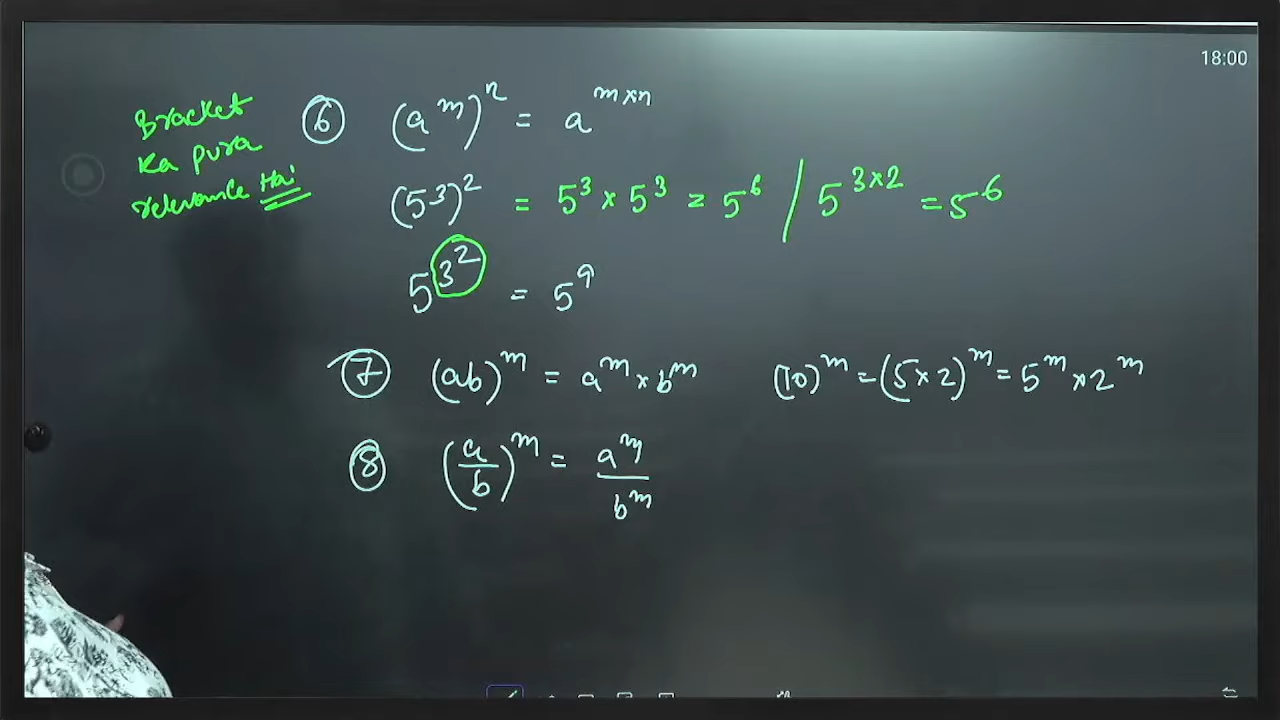 18:00
Bracket
Ka pura
relevance Hai
⑥ (a^m)^n = a^{m×n}
(5^3)^2 = 5^3 × 5^3 = 5^6 / 5^{3×2} = 5^6
5^{3^2} = 5^9
⑦ (ab)^m = a^m × b^m (10)^m = (5×2)^m = 5^m × 2^m
⑧ (a/b)^m = a^m/b^m